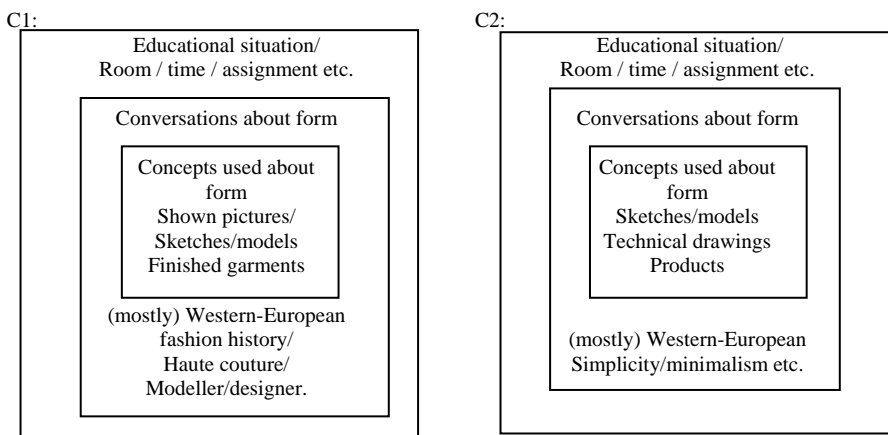 C1:
Educational situation/
Room / time / assignment etc.
Conversations about form
Concepts used about
form
Shown pictures/
Sketches/models
Finished garments
(mostly) Western-European
fashion history/
Haute couture/
Modeller/designer.
C2:
Educational situation/
Room / time / assignment etc.
Conversations about form
Concepts used about
form
Sketches/models
Technical drawings
Products
(mostly) Western-European
Simplicity/minimalism etc.